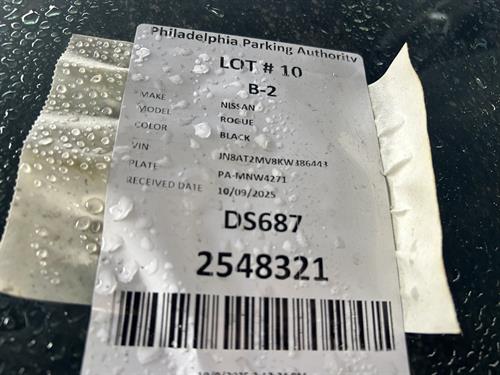 Philadelphia Parking Authority
LOT # 10
B-2
MAKE NISSAN
MODEL ROGUE
COLOR BLACK
VIN JN8AT2MV8KW386443
PLATE PA-MNW4271
RECEIVED DATE 10/09/2025
DS687
2548321